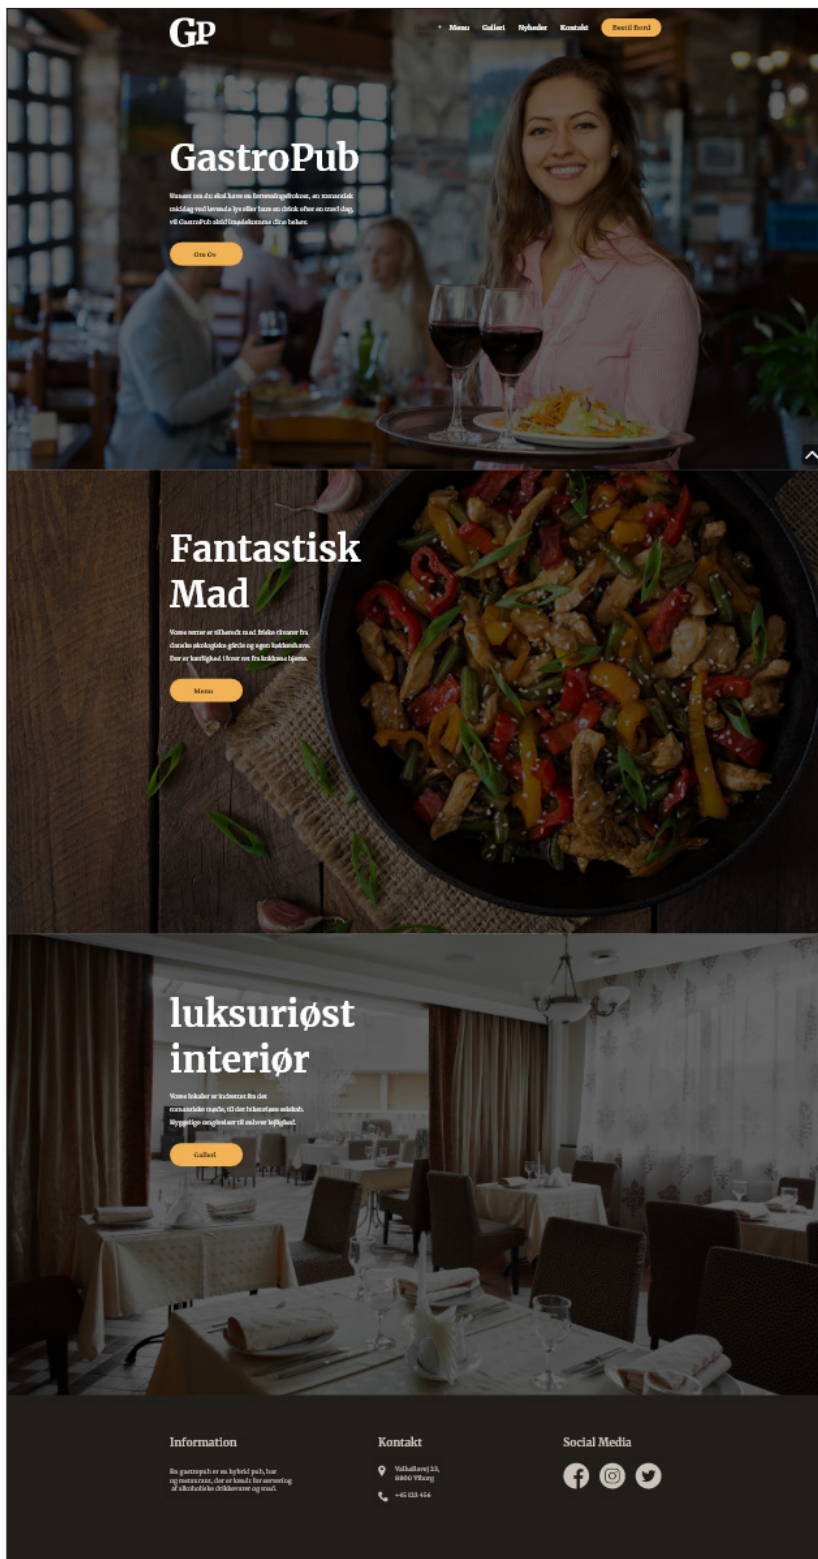 GP
Menu Galleri Nyheder Kontakt Bestil Bord
GastroPub
Uanset om du skal have en forretningsfrokost, en romantisk
middag ved levende lys eller bare en drink efter en travl dag,
vil GastroPub altid imødekomme dine behov.
Om Os
Fantastisk
Mad
Vores retter er tilberedt med friske råvarer fra
danske økologiske gårde og egen køkkenhave.
Der er kærlighed i hver ret fra kokkens hjerte.
Menu
luksuriøst
interiør
Vores lokaler er indrettet fra det
romantiske møde, til det luksuriøse selskab.
Hyggelige omgivelser til enhver lejlighed.
Galleri
Information
Kontakt
Social Media
En gastropub er en hybrid pub, bar
og restaurant, der er kendt for servering
af alkoholiske drikkevarer og mad.
Valhallavej 23,
8800 Viborg
+45 123 456